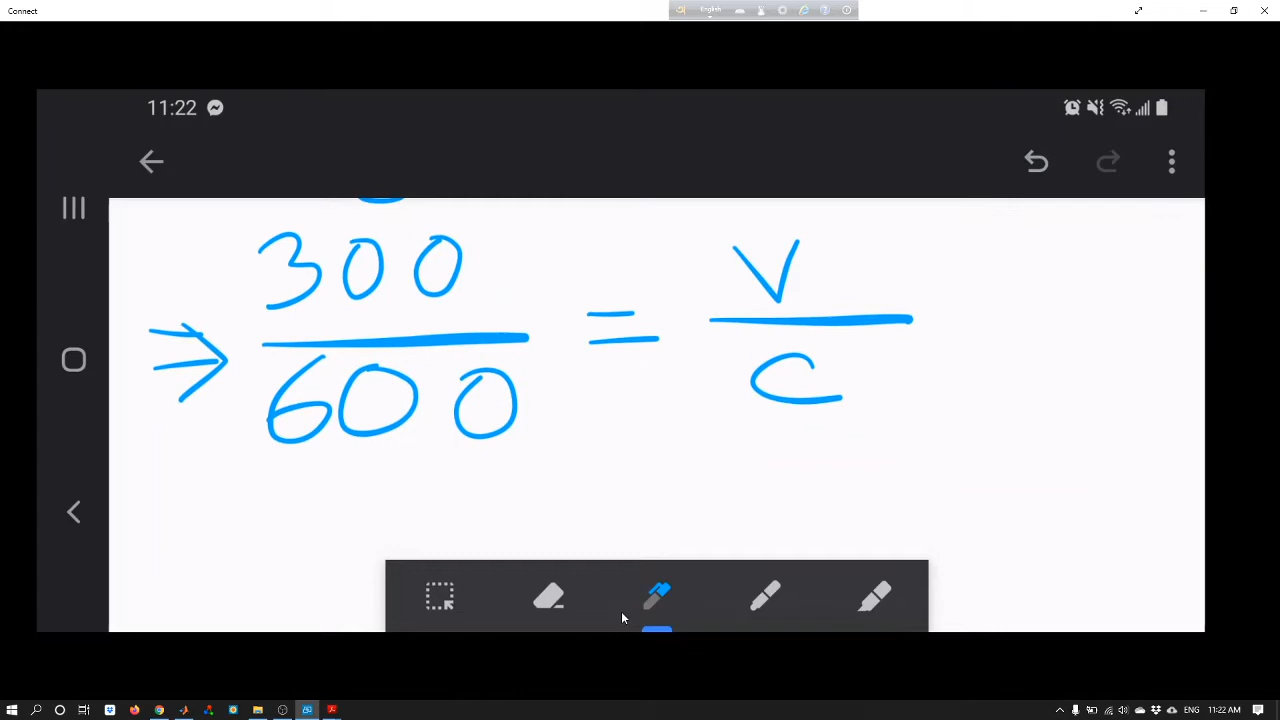 Connect
English
11:22
300 V
⇒ — = —
600 C
ENG 11:22 AM